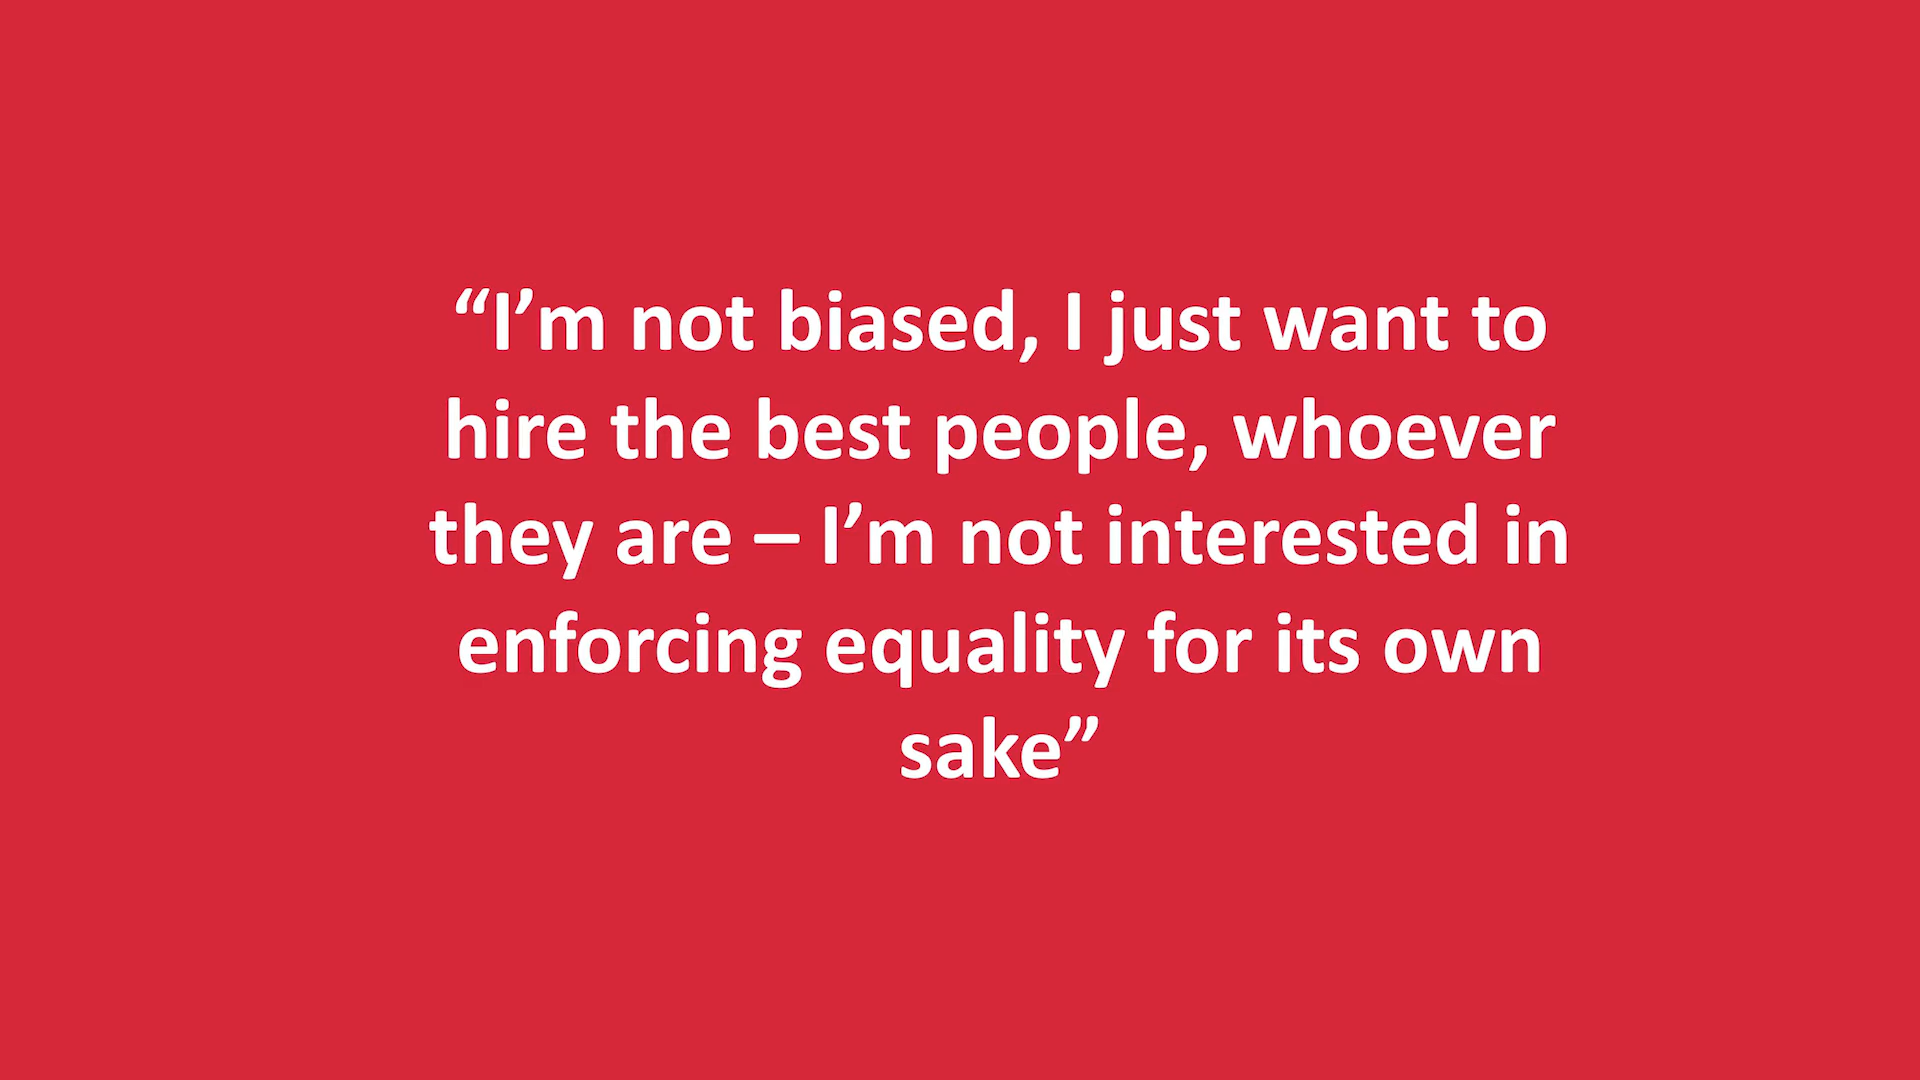 “I’m not biased, I just want to
hire the best people, whoever
they are – I’m not interested in
enforcing equality for its own
sake”